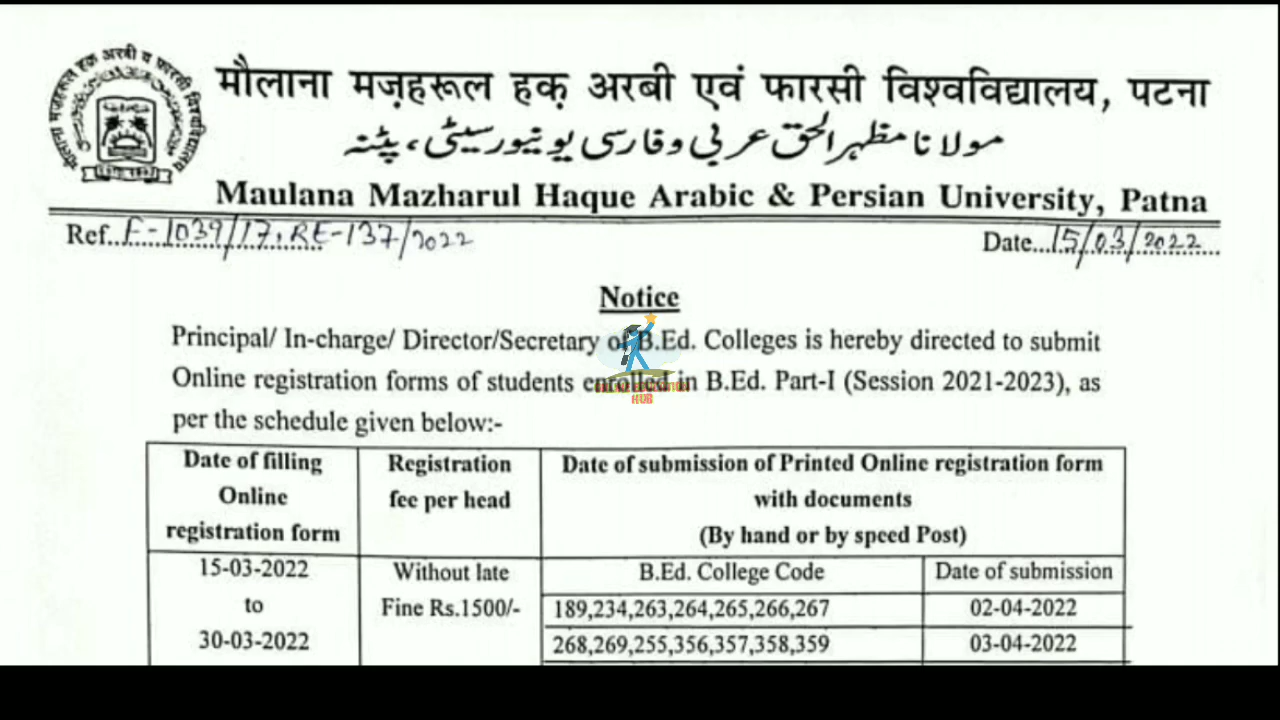 मौलाना मज़हरूल हक़ अरबी एवं फारसी विश्वविद्यालय, पटना
مولانا مظہر الحق عربی و فارسی یونیورسیٹی، پٹنہ
Maulana Mazharul Haque Arabic & Persian University, Patna
Ref..F-1039/17.RE-137/2022
Date...15/03/2022
Notice
Principal/ In-charge/ Director/Secretary of B.Ed. Colleges is hereby directed to submit
Online registration forms of students enrolled in B.Ed. Part-I (Session 2021-2023), as
ONLINE EDUCATION
HUB
per the schedule given below:-
Date of filling
Online
registration form
Registration
fee per head
Date of submission of Printed Online registration form
with documents
(By hand or by speed Post)
15-03-2022
to
30-03-2022
Without late
Fine Rs.1500/-
B.Ed. College Code
Date of submission
189,234,263,264,265,266,267
02-04-2022
268,269,255,356,357,358,359
03-04-2022